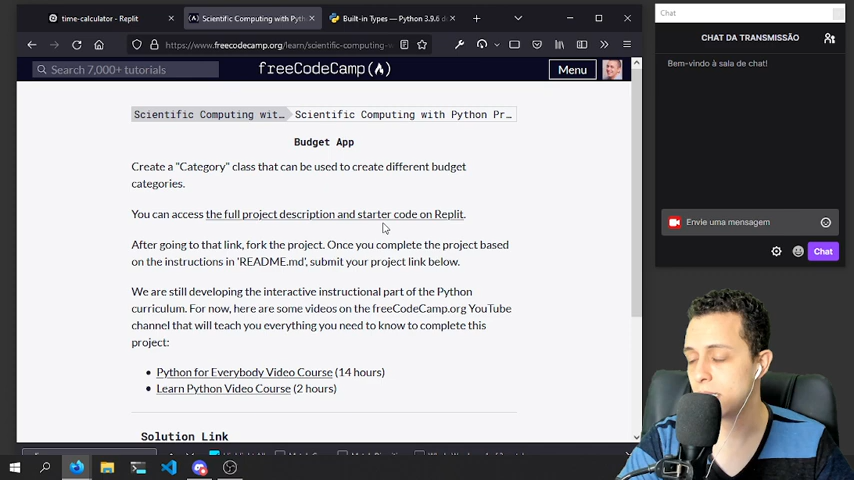 time-calculator - Replit
Scientific Computing with Pyth
Built-in Types — Python 3.9.6 d
Chat
https://www.freecodecamp.org/learn/scientific-computing-w
CHAT DA TRANSMISSÃO
Search 7,000+ tutorials
freeCodeCamp
Menu
Bem-vindo à sala de chat!
Scientific Computing wit…
Scientific Computing with Python Pr…
Budget App
Create a "Category" class that can be used to create different budget
categories.
You can access the full project description and starter code on Replit.
Envie uma mensagem
After going to that link, fork the project. Once you complete the project based
on the instructions in 'README.md', submit your project link below.
Chat
We are still developing the interactive instructional part of the Python
curriculum. For now, here are some videos on the freeCodeCamp.org YouTube
channel that will teach you everything you need to know to complete this
project:
Python for Everybody Video Course (14 hours)
Learn Python Video Course (2 hours)
Solution Link